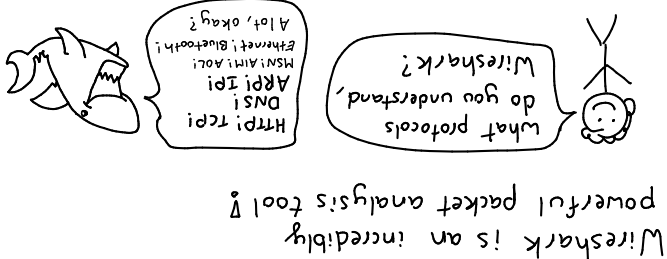 Wireshark is an incredibly
powerful packet analysis tool!
what protocols
do you understand,
Wireshark?
HTTP! TCP!
DNS!
ARP! IP!
MSN! AIM! AOL!
Ethernet! Bluetooth!
A lot, okay?